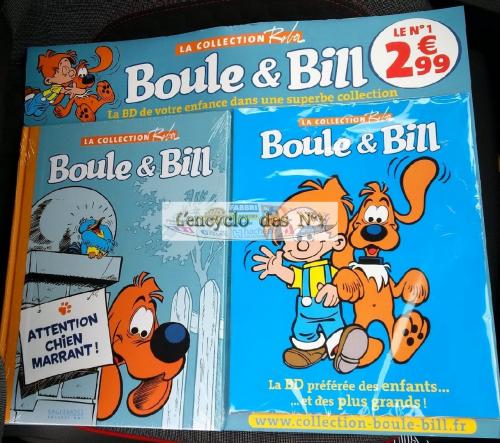 LA COLLECTION Roba
Boule & Bill
La BD de votre enfance dans une superbe collection
LE N°1
2€99
LA COLLECTION Roba
Boule & Bill
ATTENTION
CHIEN
MARRANT !
LA COLLECTION Roba
Boule & Bill
FABBRI
L'encyclo des N°1
La BD préférée des enfants...
...et des plus grands !
www.collection-boule-bill.fr